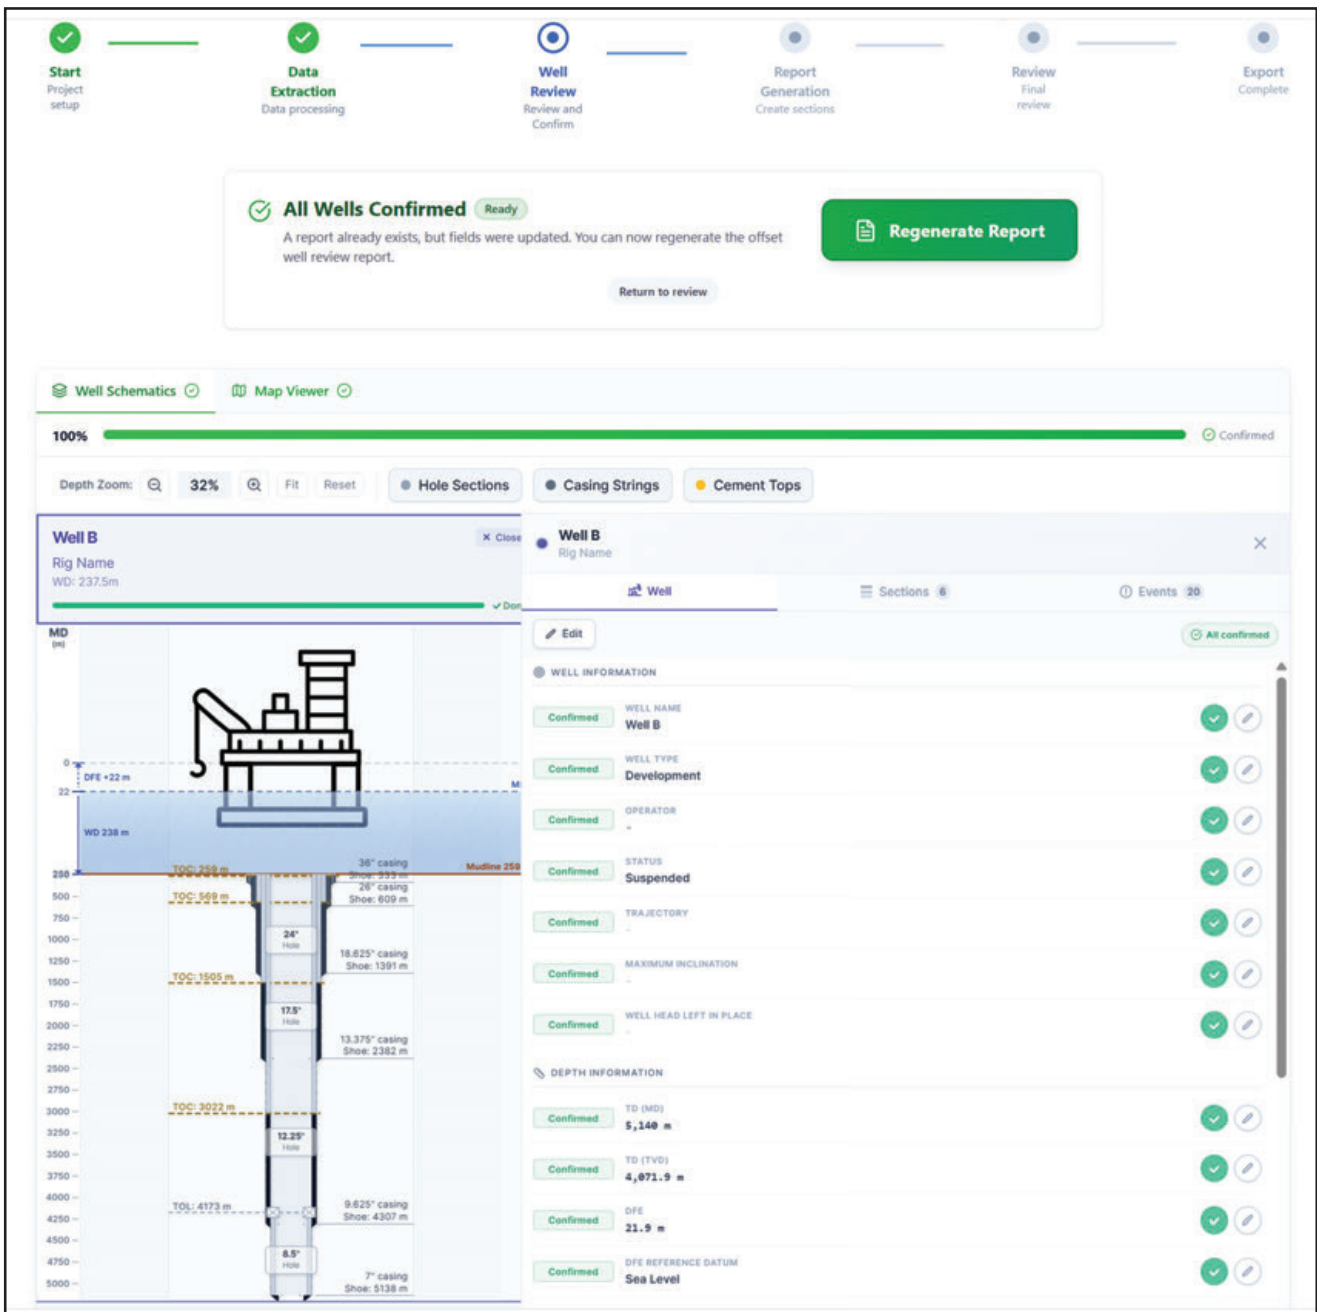 Start
Project
setup
Data
Extraction
Data processing
Well
Review
Review and
Confirm
Report
Generation
Create sections
Review
Final
review
Export
Complete
All Wells Confirmed Ready
A report already exists, but fields were updated. You can now regenerate the offset
well review report.
Regenerate Report
Return to review
Well Schematics
Map Viewer
100%
Confirmed
Depth Zoom: 32% Fit Reset
Hole Sections
Casing Strings
Cement Tops
Well B
× Close
Rig Name
WD: 237.5m
Don
MD
(m)
0
DFE +22 m
22
M
WD 238 m
Mudline 259
250
500
750
1000
1250
1500
1750
2000
2250
2500
2750
3000
3250
3500
3750
4000
4250
4500
4750
5000
TOC: 259 m
TOC: 569 m
TOC: 1505 m
TOC: 3022 m
TOL: 4173 m
24"
Hole
17.5"
Hole
12.25"
Hole
8.5"
Hole
36" casing
Shoe: 333 m
26" casing
Shoe: 609 m
18.625" casing
Shoe: 1391 m
13.375" casing
Shoe: 2382 m
9.625" casing
Shoe: 4307 m
7" casing
Shoe: 5138 m
Well B
Rig Name
Well
Sections 6
Events 20
Edit
All confirmed
WELL INFORMATION
Confirmed
WELL NAME
Well B
Confirmed
WELL TYPE
Development
Confirmed
OPERATOR
-
Confirmed
STATUS
Suspended
Confirmed
TRAJECTORY
-
Confirmed
MAXIMUM INCLINATION
-
Confirmed
WELL HEAD LEFT IN PLACE
-
DEPTH INFORMATION
Confirmed
TD (MD)
5,140 m
Confirmed
TD (TVD)
4,071.9 m
Confirmed
DFE
21.9 m
Confirmed
DFE REFERENCE DATUM
Sea Level